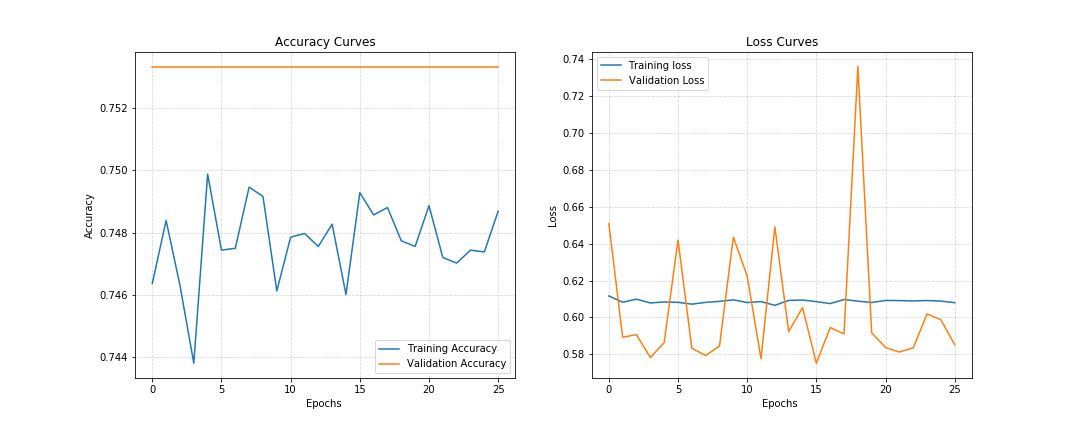 Accuracy Curves
0.752
0.750
0.748
0.746
0.744
Accuracy
0 5 10 15 20 25
Epochs
Training Accuracy
Validation Accuracy
Loss Curves
0.74
0.72
0.70
0.68
0.66
0.64
0.62
0.60
0.58
Loss
0 5 10 15 20 25
Epochs
Training loss
Validation Loss